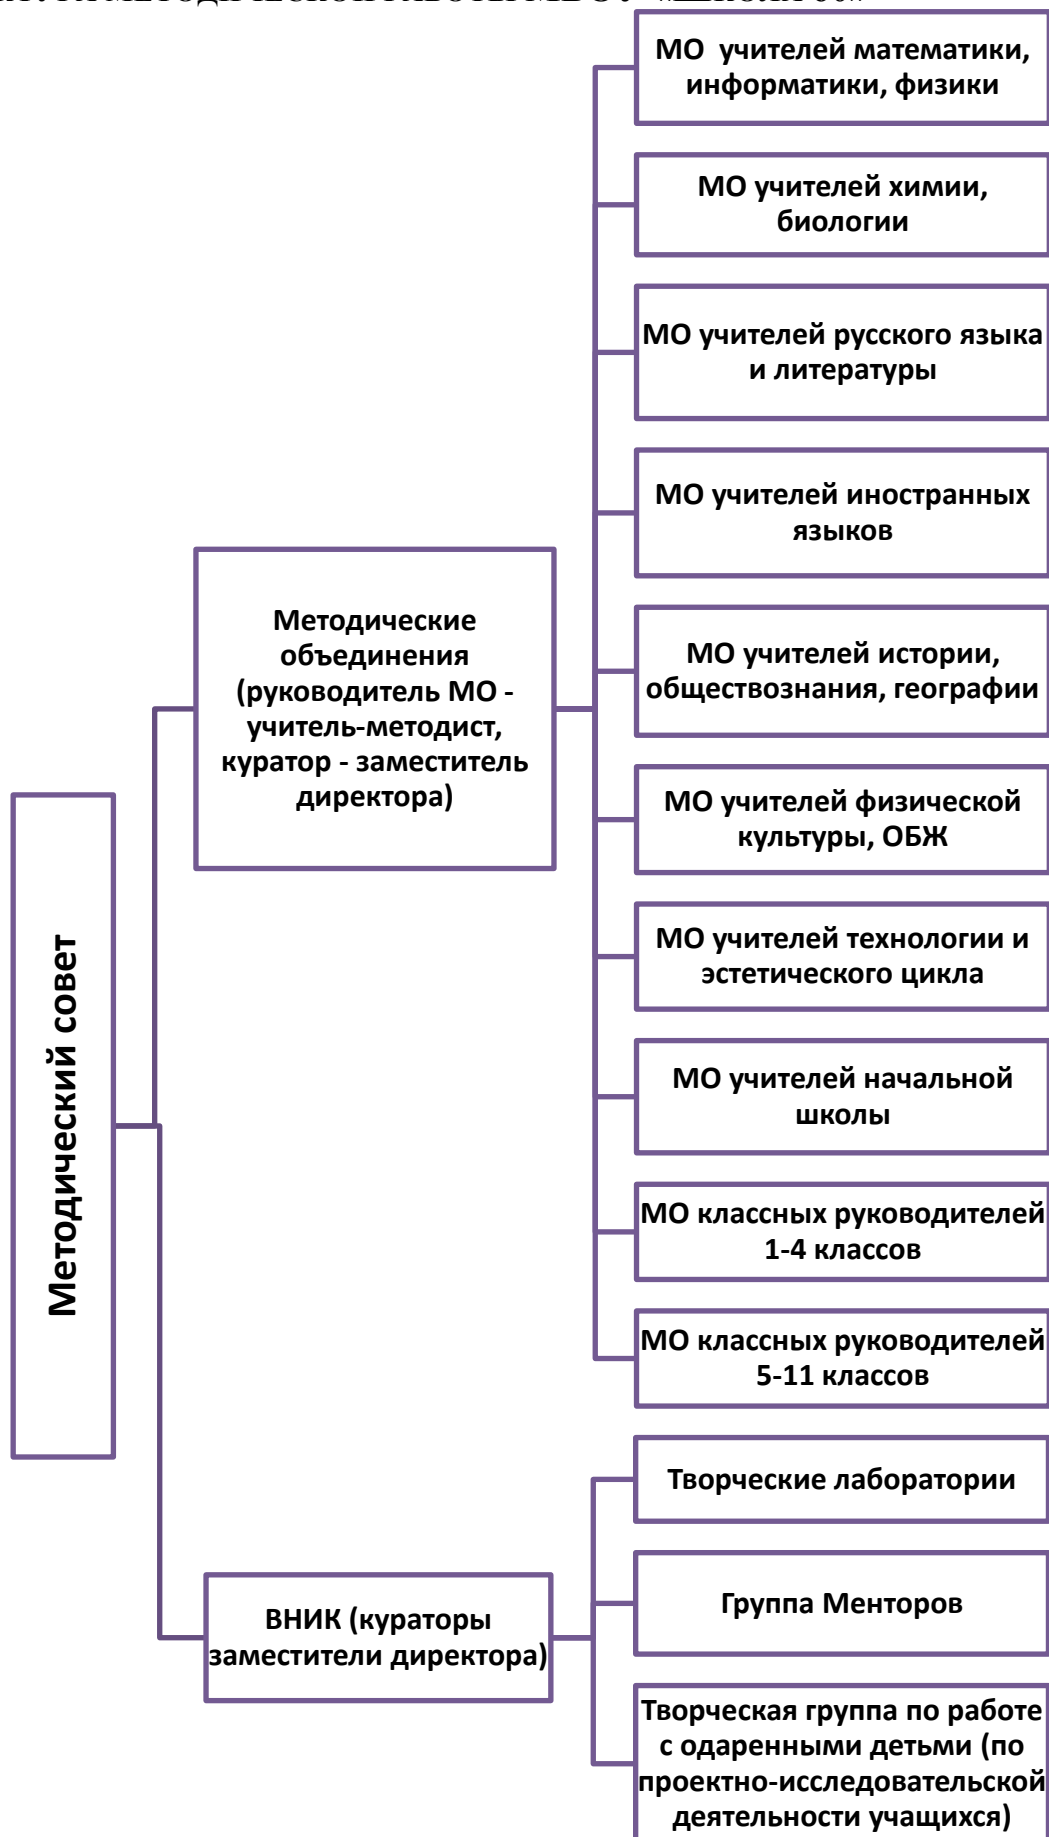 МО учителей математики,
информатики, физики
МО учителей химии,
биологии
МО учителей русского языка
и литературы
МО учителей иностранных
языков
Методические
объединения
(руководитель МО -
учитель-методист,
куратор - заместитель
директора)
МО учителей истории,
обществознания, географии
МО учителей физической
культуры, ОБЖ
МО учителей технологии и
эстетического цикла
Методический совет
МО учителей начальной
школы
МО классных руководителей
1-4 классов
МО классных руководителей
5-11 классов
Творческие лаборатории
ВНИК (кураторы
заместители директора)
Группа Менторов
Творческая группа по работе
с одаренными детьми (по
проектно-исследовательской
деятельности учащихся)